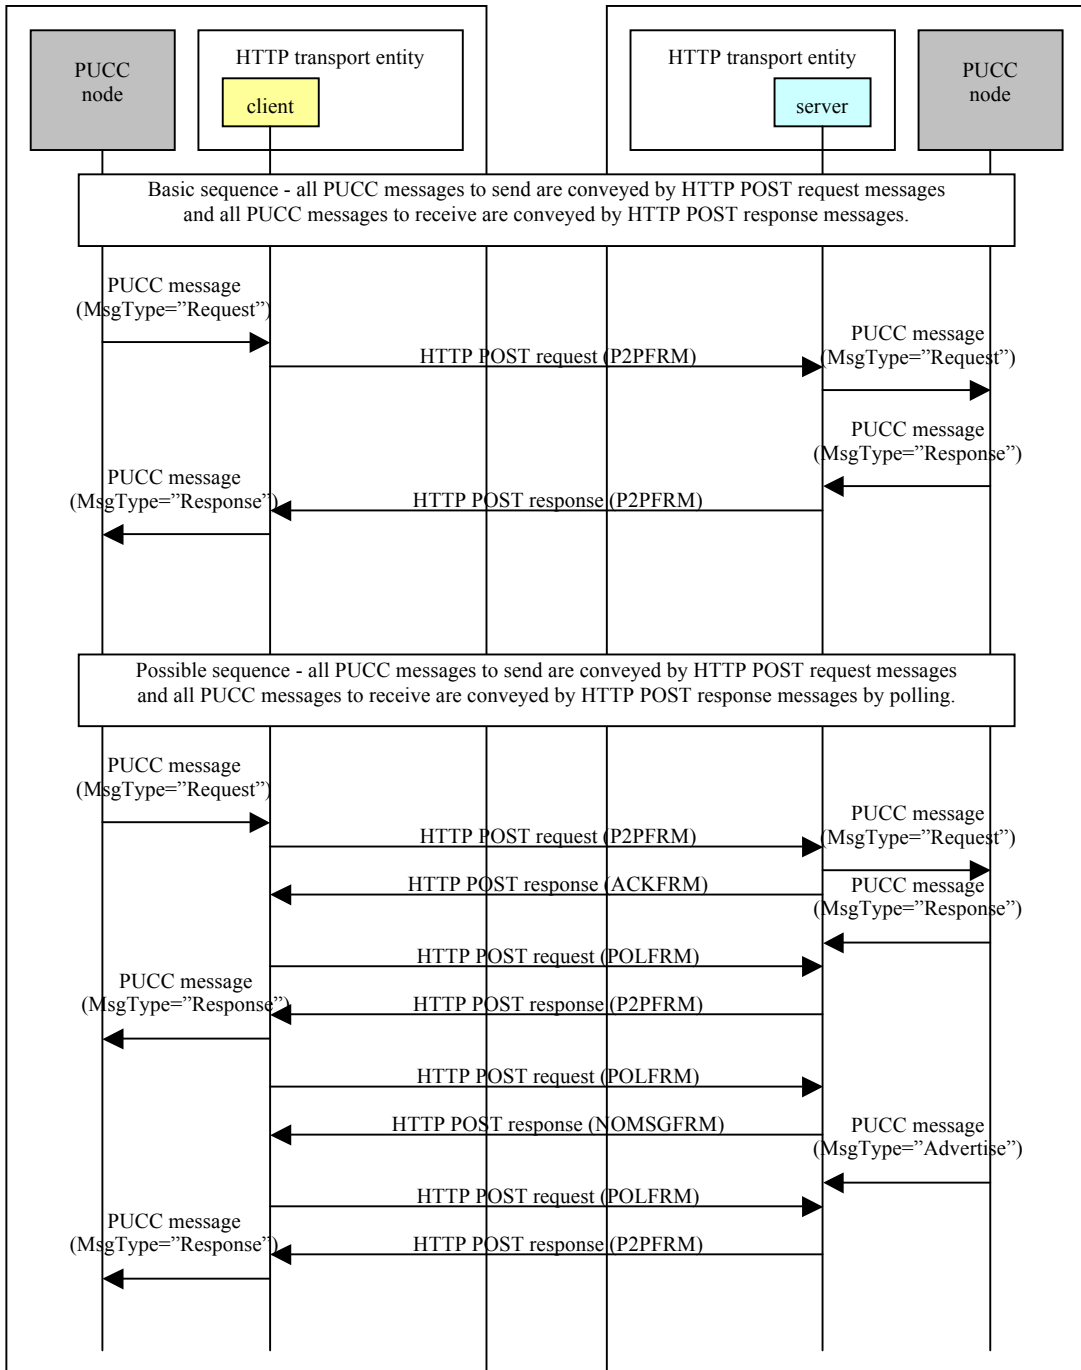 PUCC
node
HTTP transport entity
client
HTTP transport entity
server
PUCC
node
Basic sequence - all PUCC messages to send are conveyed by HTTP POST request messages
and all PUCC messages to receive are conveyed by HTTP POST response messages.
PUCC message
(MsgType=”Request”)
HTTP POST request (P2PFRM)
PUCC message
(MsgType=”Request”)
PUCC message
(MsgType=”Response”)
HTTP POST response (P2PFRM)
PUCC message
(MsgType=”Response”)
Possible sequence - all PUCC messages to send are conveyed by HTTP POST request messages
and all PUCC messages to receive are conveyed by HTTP POST response messages by polling.
PUCC message
(MsgType=”Request”)
HTTP POST request (P2PFRM)
PUCC message
(MsgType=”Request”)
HTTP POST response (ACKFRM)
PUCC message
(MsgType=”Response”)
HTTP POST request (POLFRM)
PUCC message
(MsgType=”Response”)
HTTP POST response (P2PFRM)
HTTP POST request (POLFRM)
HTTP POST response (NOMSGFRM)
PUCC message
(MsgType=”Advertise”)
HTTP POST request (POLFRM)
PUCC message
(MsgType=”Response”)
HTTP POST response (P2PFRM)